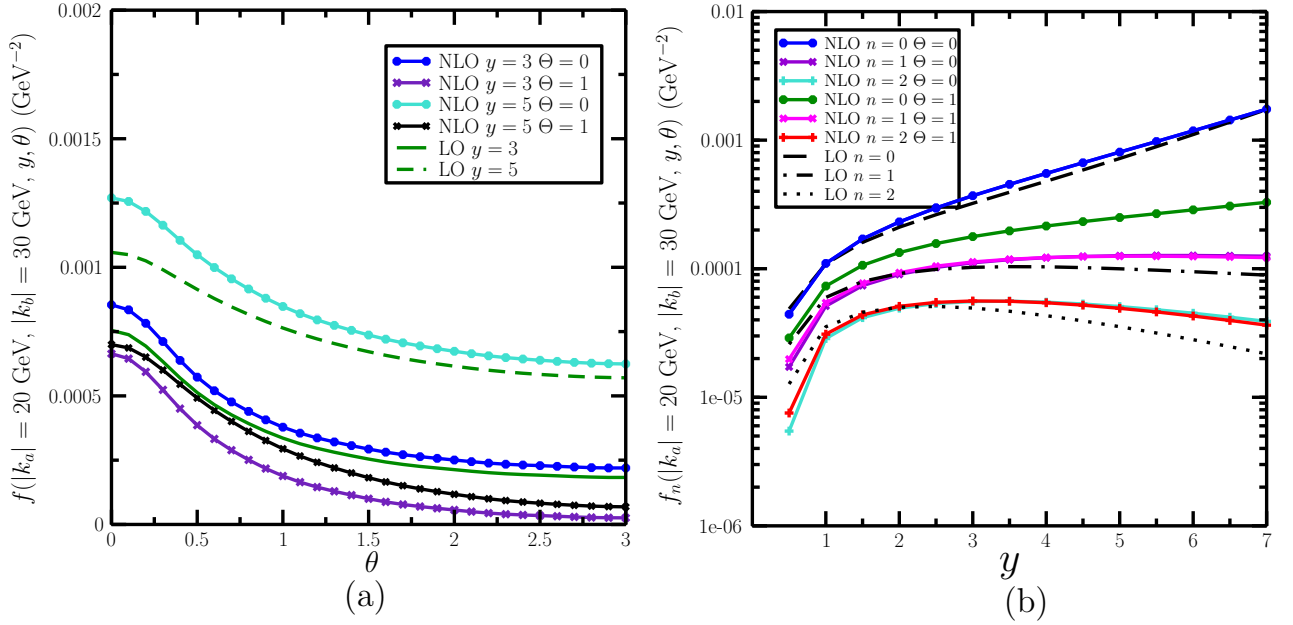 f(|k_a| = 20 GeV, |k_b| = 30 GeV, y, θ) (GeV⁻²)
0.002
0.0015
0.001
0.0005
0
NLO y = 3 Θ = 0
NLO y = 3 Θ = 1
NLO y = 5 Θ = 0
NLO y = 5 Θ = 1
LO y = 3
LO y = 5
0 0.5 1 1.5 2 2.5 3
θ
(a)
f_n(|k_a| = 20 GeV, |k_b| = 30 GeV, y, θ) (GeV⁻²)
0.01
0.001
0.0001
1e-05
1e-06
NLO n = 0 Θ = 0
NLO n = 1 Θ = 0
NLO n = 2 Θ = 0
NLO n = 0 Θ = 1
NLO n = 1 Θ = 1
NLO n = 2 Θ = 1
LO n = 0
LO n = 1
LO n = 2
1 2 3 4 5 6 7
y
(b)